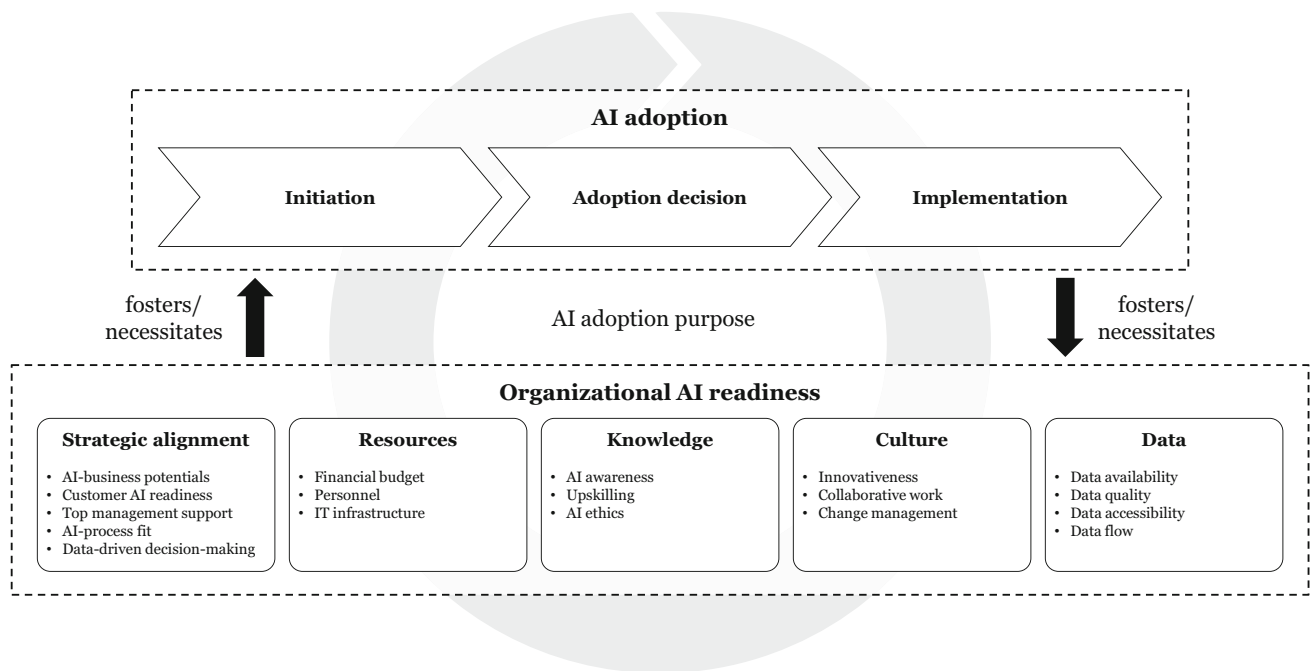 AI adoption
Initiation
Adoption decision
Implementation
fosters/
necessitates
AI adoption purpose
fosters/
necessitates
Organizational AI readiness
Strategic alignment
• AI-business potentials
• Customer AI readiness
• Top management support
• AI-process fit
• Data-driven decision-making
Resources
• Financial budget
• Personnel
• IT infrastructure
Knowledge
• AI awareness
• Upskilling
• AI ethics
Culture
• Innovativeness
• Collaborative work
• Change management
Data
• Data availability
• Data quality
• Data accessibility
• Data flow